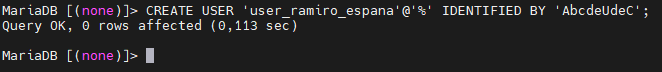 MariaDB [(none)]> CREATE USER 'user_ramiro_espana'@'%' IDENTIFIED BY 'AbcdeUdeC';
Query OK, 0 rows affected (0,113 sec)
MariaDB [(none)]>